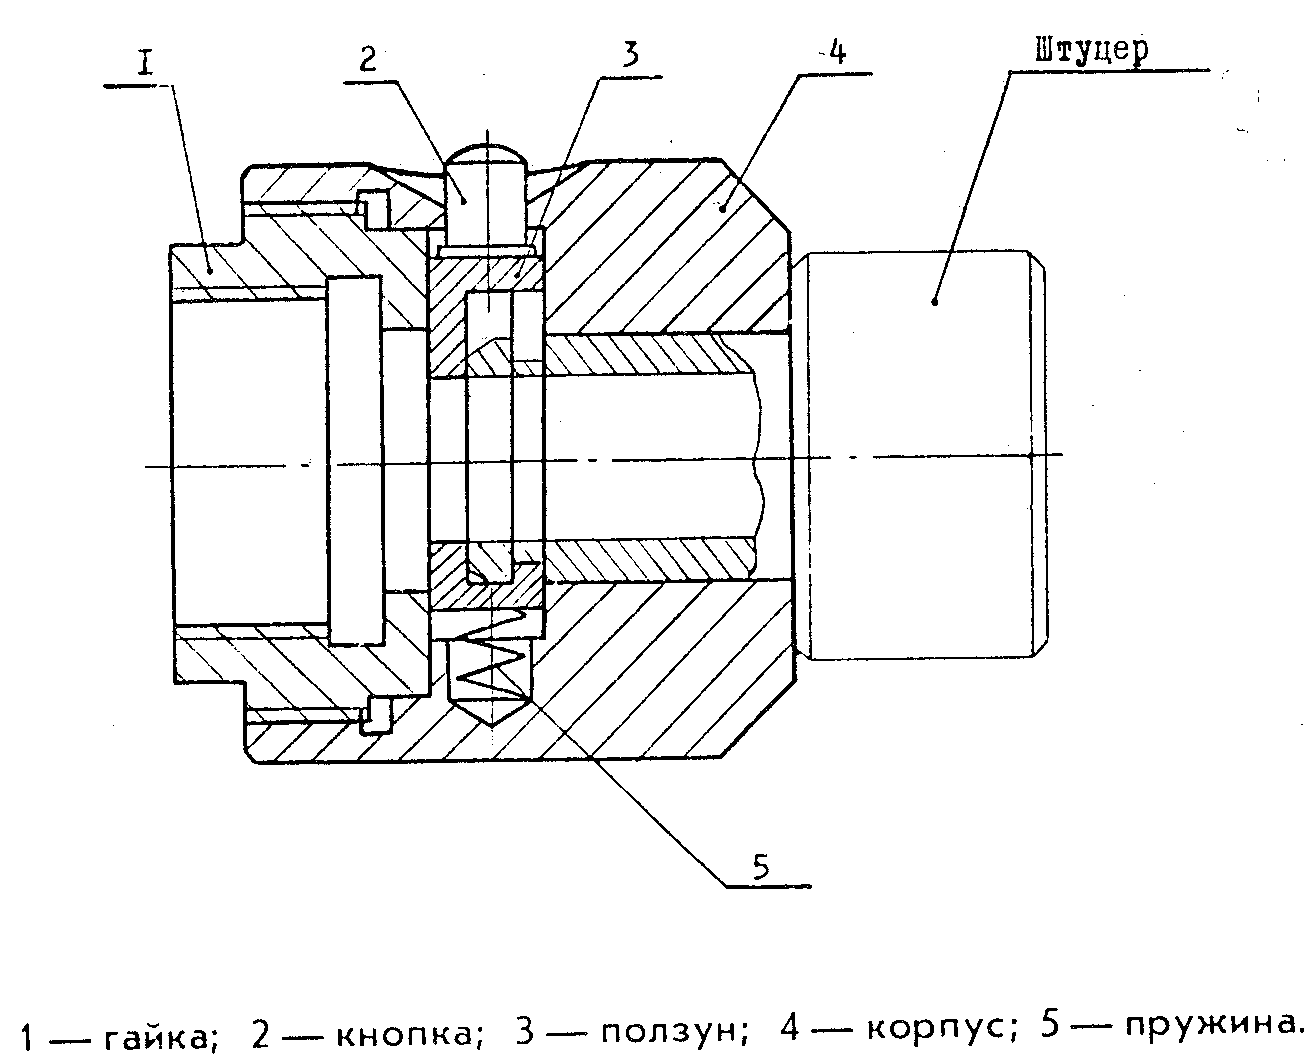 I 2 3 4 Штуцер
5
1 — гайка; 2 — кнопка; 3 — ползун; 4 — корпус; 5 — пружина.